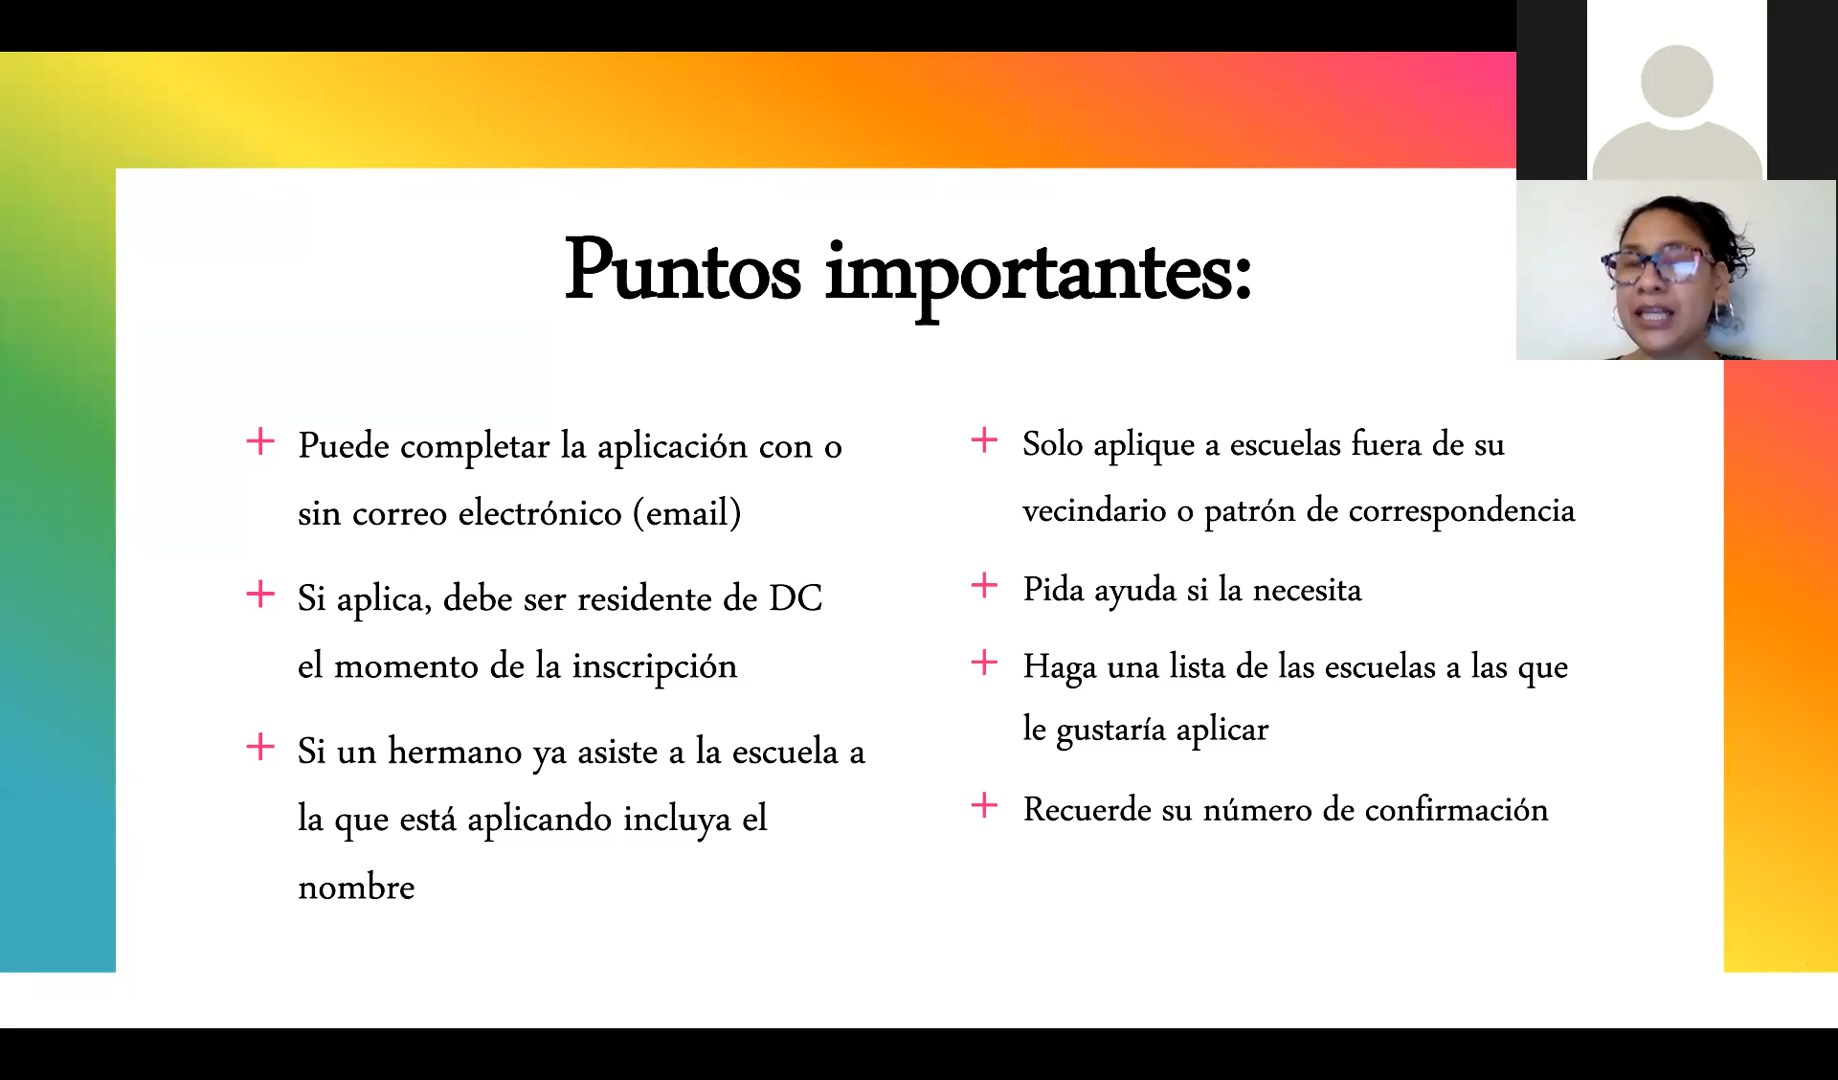 Puntos importantes:
Puede completar la aplicación con o
sin correo electrónico (email)
Si aplica, debe ser residente de DC
el momento de la inscripción
Si un hermano ya asiste a la escuela a
la que está aplicando incluya el
nombre
Solo aplique a escuelas fuera de su
vecindario o patrón de correspondencia
Pida ayuda si la necesita
Haga una lista de las escuelas a las que
le gustaría aplicar
Recuerde su número de confirmación